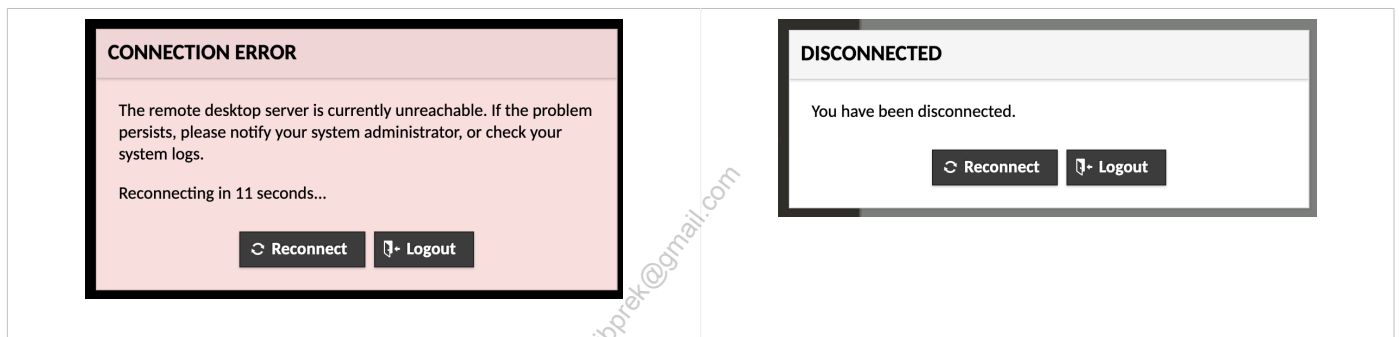 CONNECTION ERROR
The remote desktop server is currently unreachable. If the problem
persists, please notify your system administrator, or check your
system logs.
Reconnecting in 11 seconds...
Reconnect
Logout
DISCONNECTED
You have been disconnected.
Reconnect
Logout